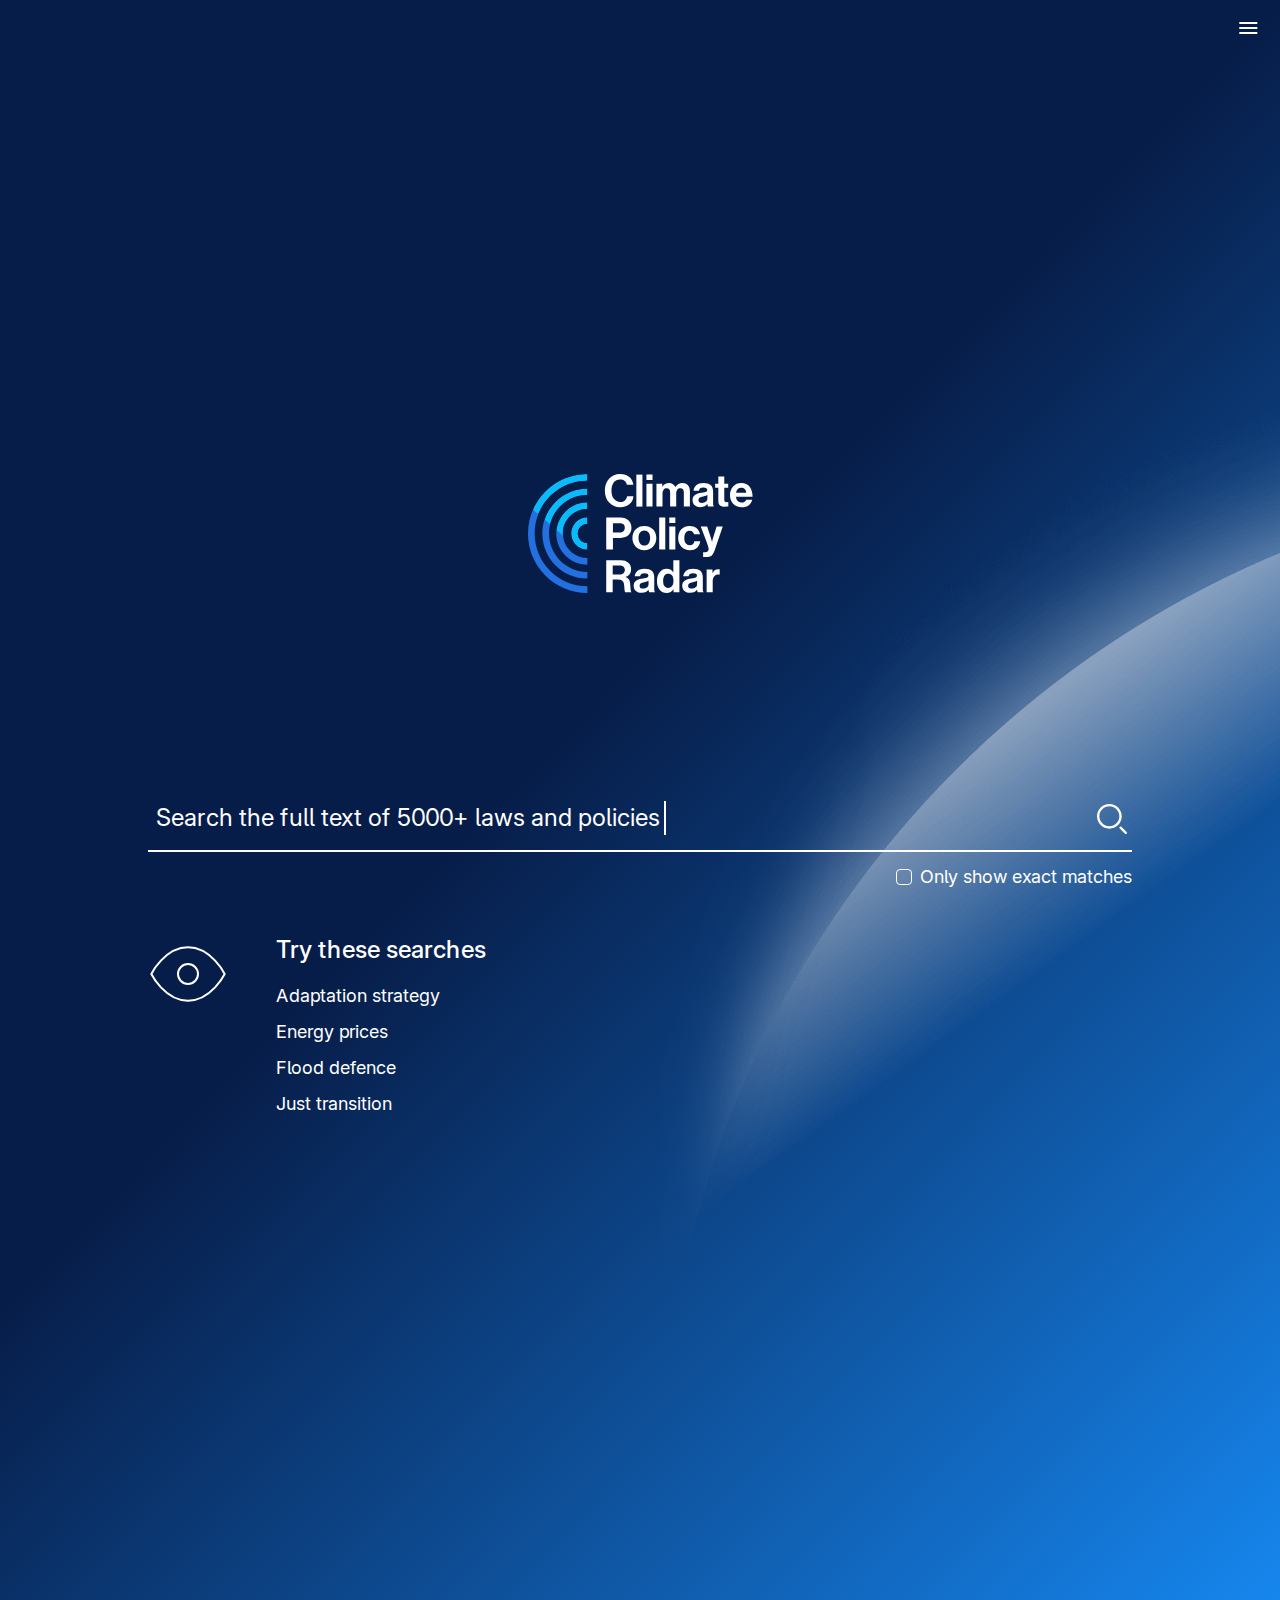 Climate
Policy
Radar
Search the full text of 5000+ laws and policies
Only show exact matches
Try these searches
Adaptation strategy
Energy prices
Flood defence
Just transition